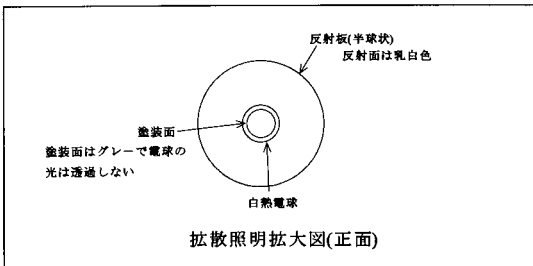 反射板(半球状)
反射面は乳白色
塗装面
塗装面はグレーで電球の
光は透過しない
白熱電球
拡散照明拡大図(正面)